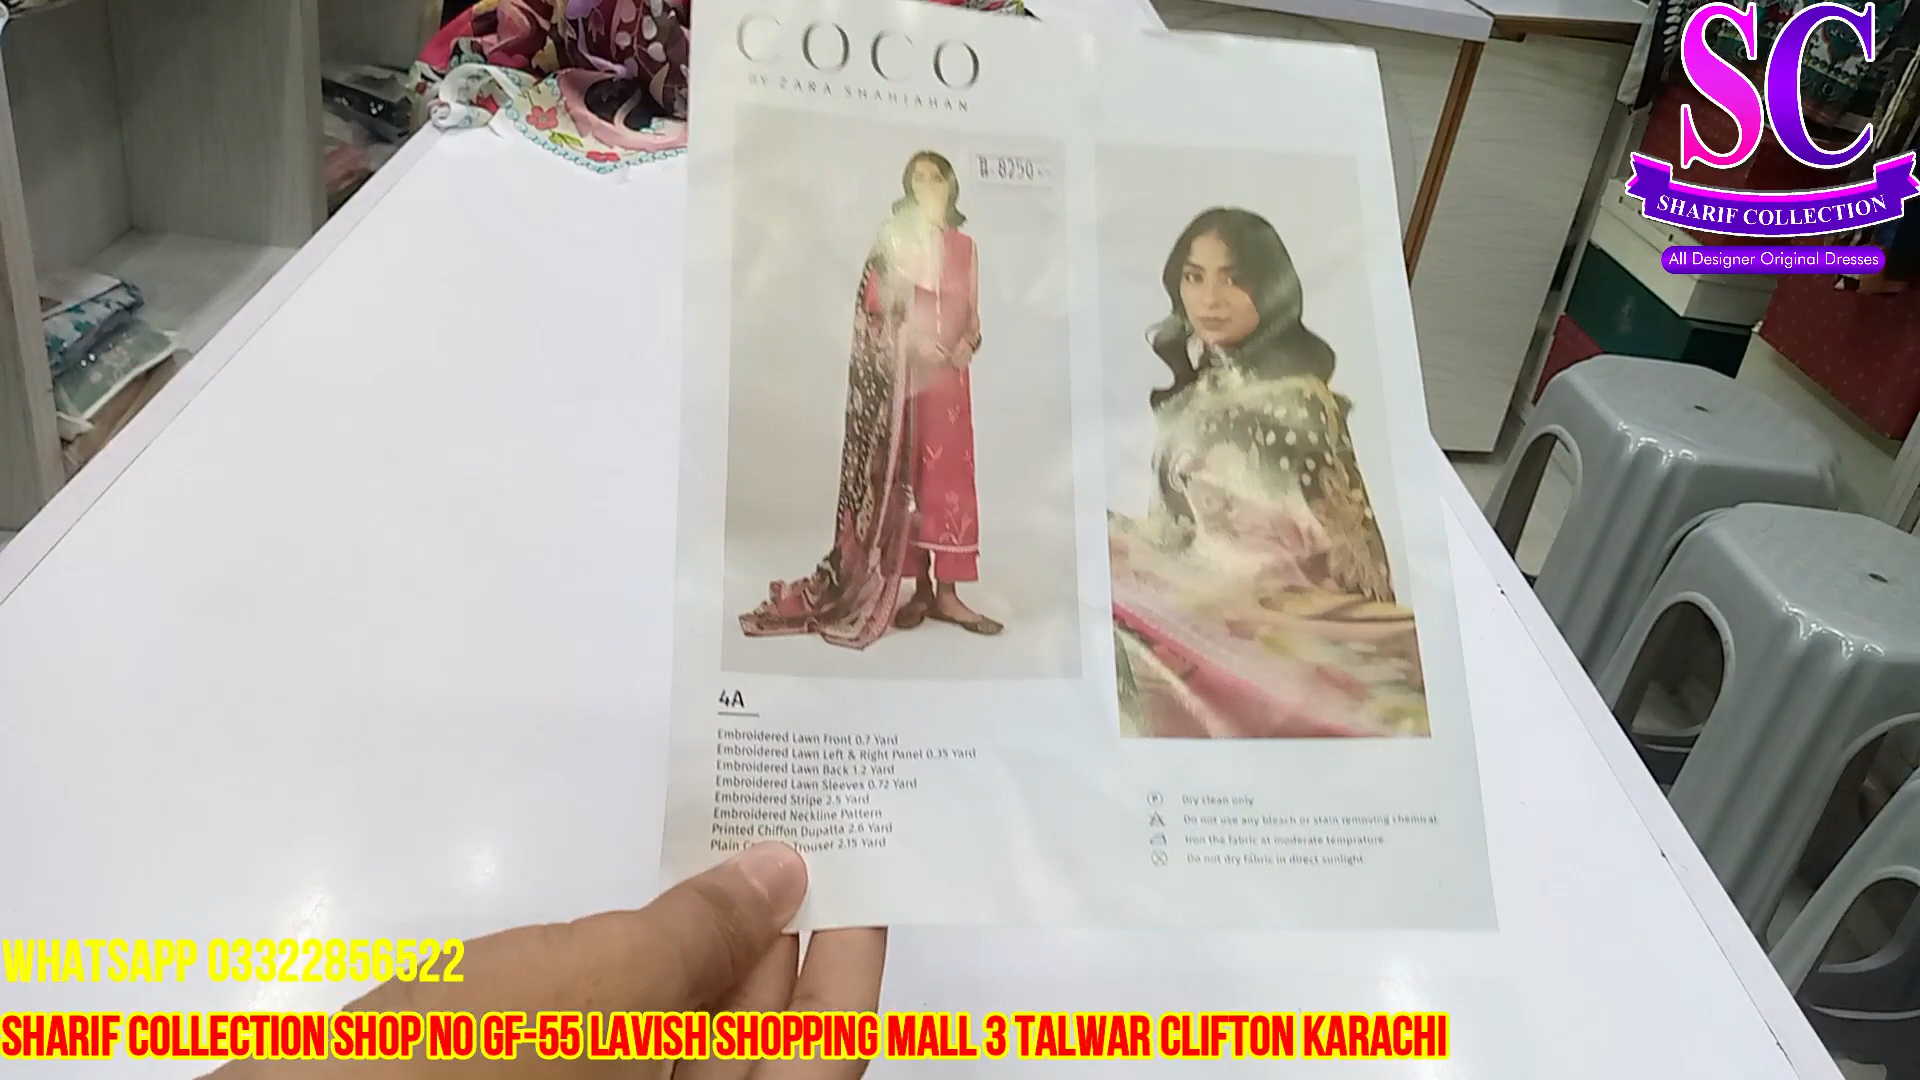 COCO
BY ZARA SHAHJAHAN
8250
SC
SHARIF COLLECTION
All Designer Original Dresses
4A
Embroidered Lawn Front 0.7 Yard
Embroidered Lawn Left & Right Panel 0.35 Yard
Embroidered Lawn Back 1.2 Yard
Embroidered Lawn Sleeves 0.72 Yard
Embroidered Stripe 2.5 Yard
Embroidered Neckline Pattern
Printed Chiffon Dupatta 2.6 Yard
Plain Trouser 2.15 Yard
Dry clean only
Do not use any bleach or stain removing chemical.
Iron the fabric at moderate temprature.
Do not dry fabric in direct sunlight
WHATSAPP 03322856522
SHARIF COLLECTION SHOP NO GF-55 LAVISH SHOPPING MALL 3 TALWAR CLIFTON KARACHI